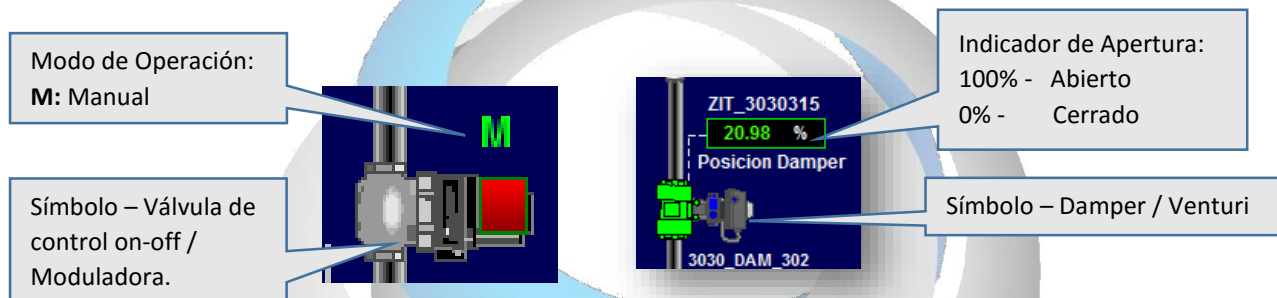 Modo de Operación:
M: Manual
M
Símbolo – Válvula de
control on-off /
Moduladora.
ZIT_3030315
20.98 %
Posicion Damper
3030_DAM_302
Indicador de Apertura:
100% - Abierto
0% - Cerrado
Símbolo – Damper / Venturi